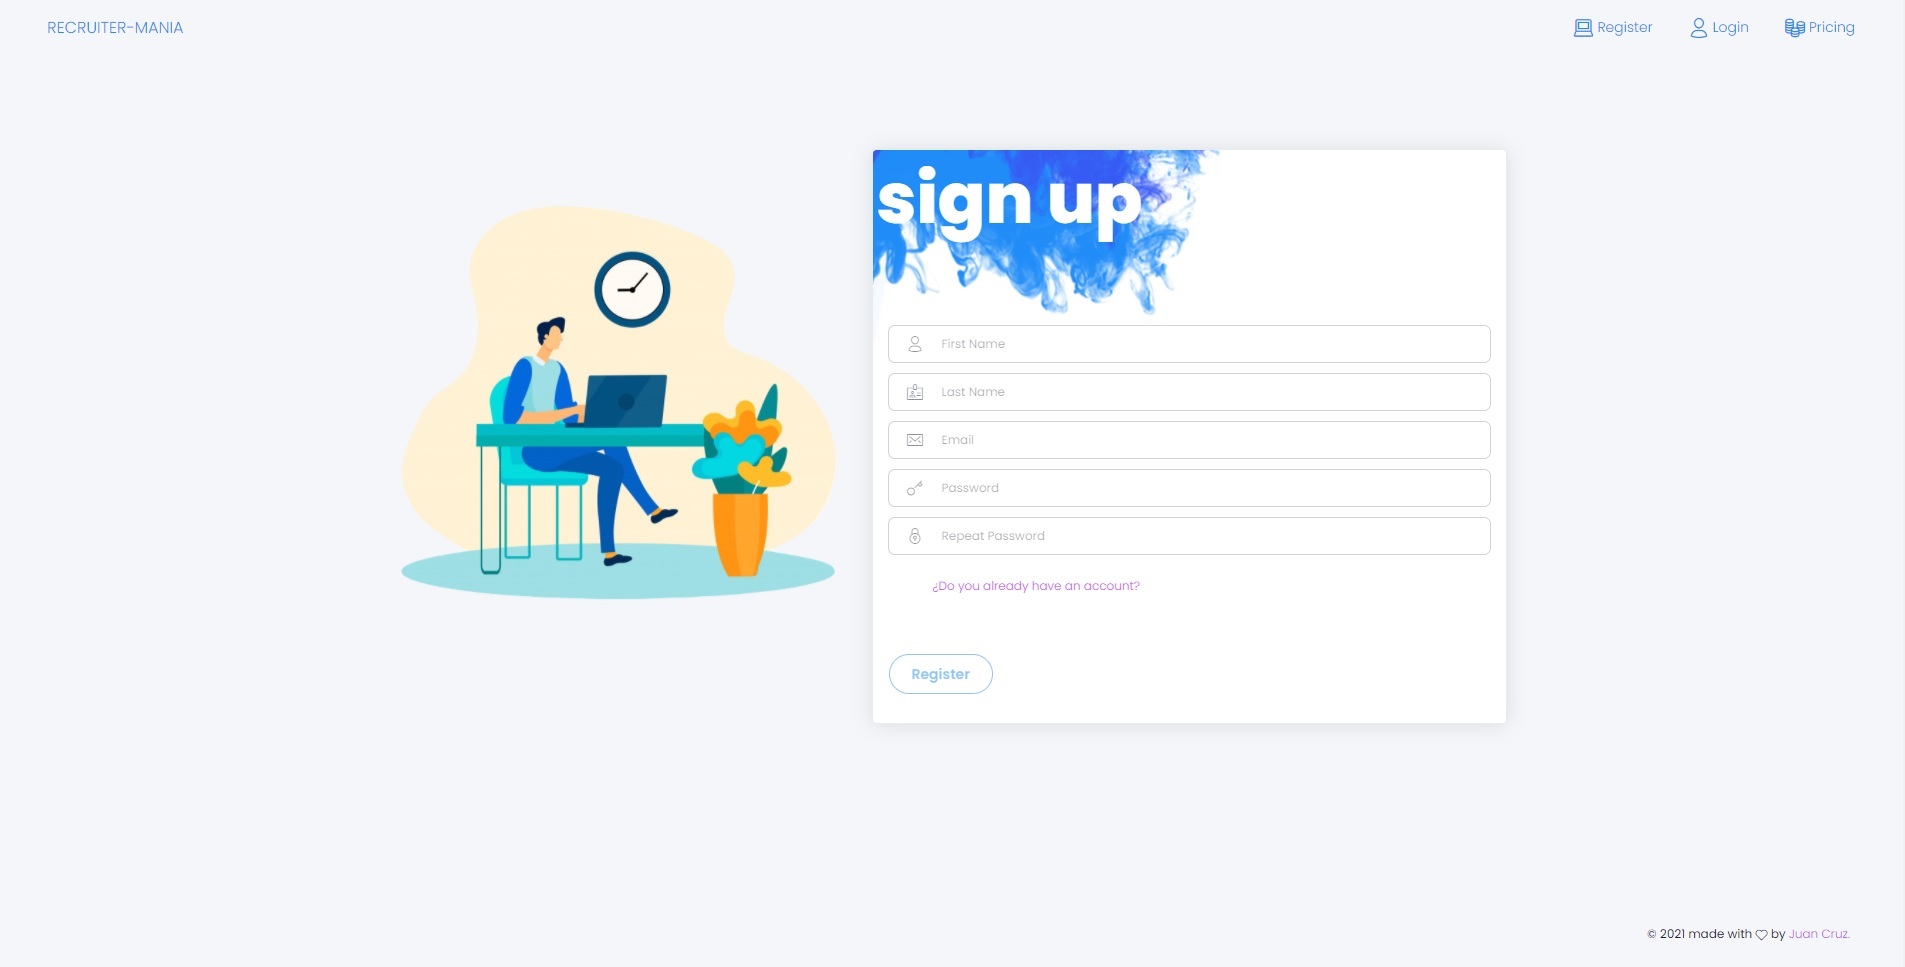 RECRUITER-MANIA
Register
Login
Pricing
sign up
First Name
Last Name
Email
Password
Repeat Password
¿Do you already have an account?
Register
© 2021 made with ♡ by Juan Cruz.